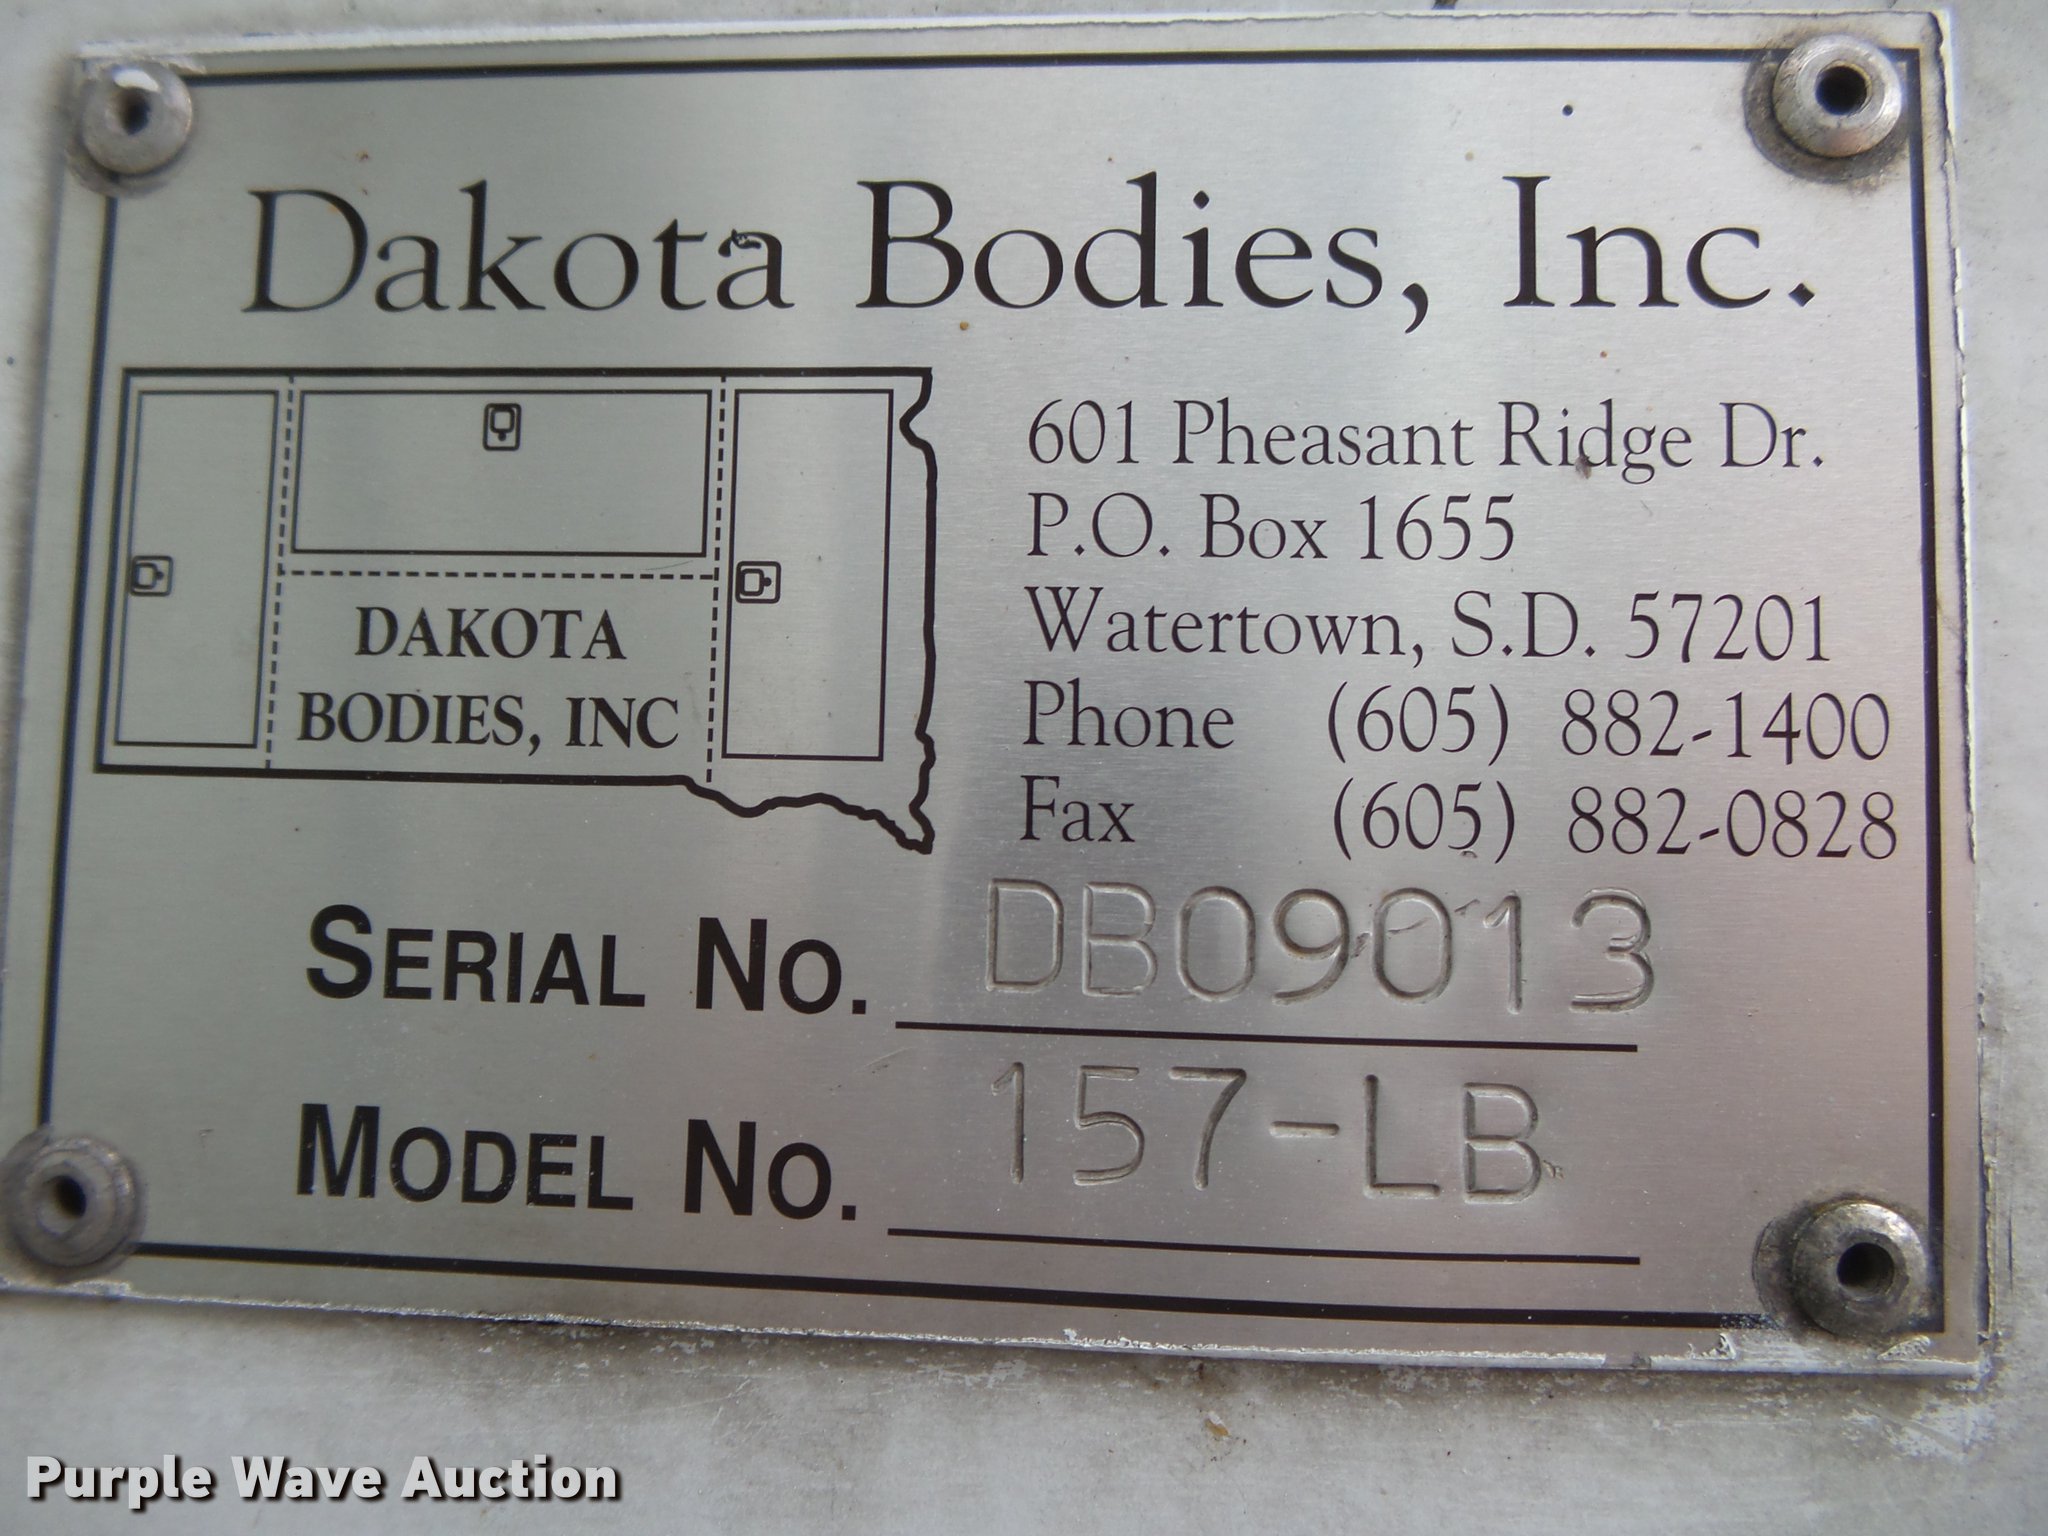 Dakota Bodies, Inc.
DAKOTA
BODIES, INC
601 Pheasant Ridge Dr.
P.O. Box 1655
Watertown, S.D. 57201
Phone (605) 882-1400
Fax (605) 882-0828
SERIAL NO. DB09013
MODEL NO. 157-LB
Purple Wave Auction